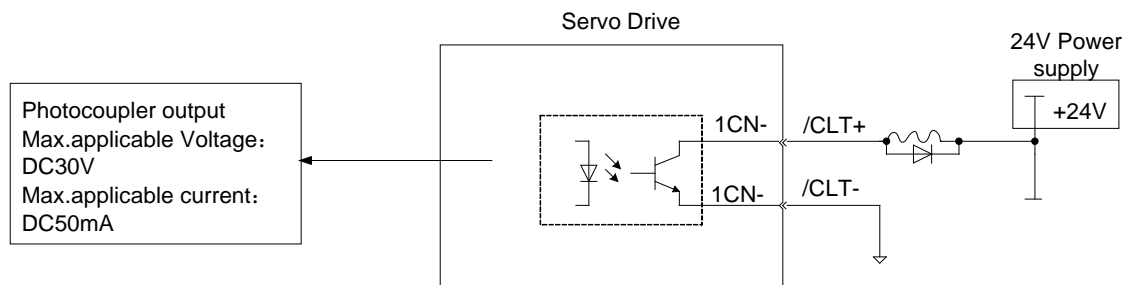 Servo Drive
24V Power
supply
+24V
Photocoupler output
Max.applicable Voltage：
DC30V
Max.applicable current：
DC50mA
1CN-
/CLT+
1CN-
/CLT-